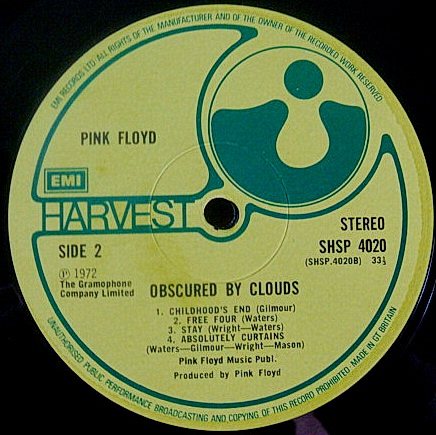 EMI RECORDS LTD ALL RIGHTS OF THE MANUFACTURER AND OF THE OWNER OF THE RECORDED WORK RESERVED
PINK FLOYD
EMI
HARVEST
STEREO
SIDE 2
SHSP 4020
(SHSP.4020B) 33⅓
Ⓟ 1972
The Gramophone
Company Limited
OBSCURED BY CLOUDS
1. CHILDHOOD'S END (Gilmour)
2. FREE FOUR (Waters)
3. STAY (Wright—Waters)
4. ABSOLUTELY CURTAINS
(Waters—Gilmour—Wright—Mason)
Pink Floyd Music Publ.
Produced by Pink Floyd
UNAUTHORISED PUBLIC PERFORMANCE BROADCASTING AND COPYING OF THIS RECORD PROHIBITED · MADE IN GT BRITAIN